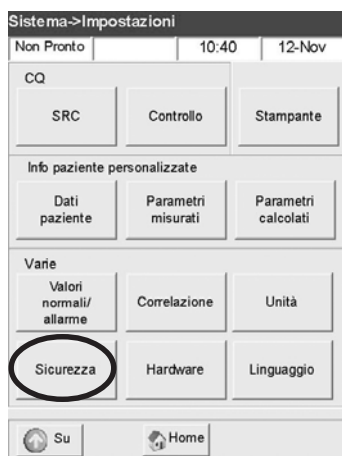 Sistema->Impostazioni
Non Pronto 10:40 12-Nov
CQ
SRC Controllo Stampante
Info paziente personalizzate
Dati paziente Parametri misurati Parametri calcolati
Varie
Valori normali/ allarme Correlazione Unità
Sicurezza Hardware Linguaggio
Su Home